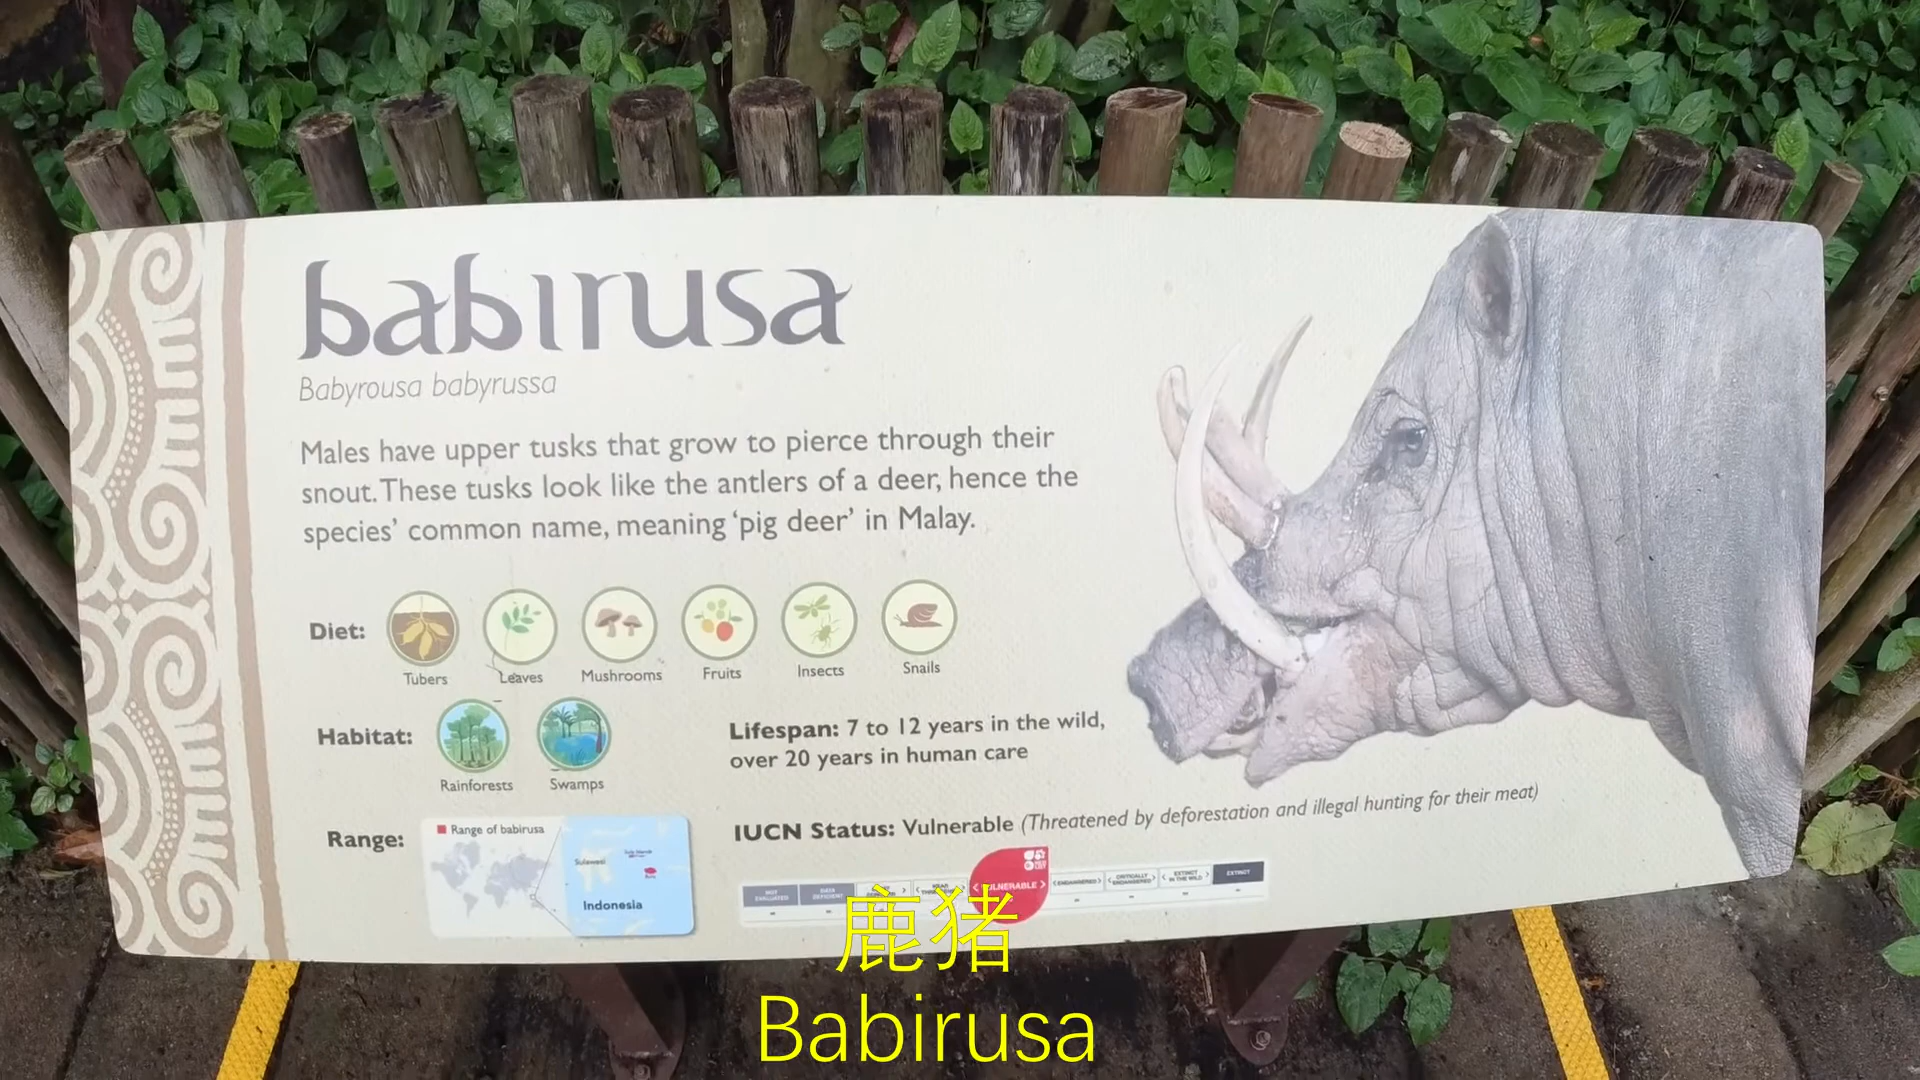 babirusa
Babyrousa babyrussa
Males have upper tusks that grow to pierce through their
snout. These tusks look like the antlers of a deer, hence the
species' common name, meaning 'pig deer' in Malay.
Diet:
Tubers
Leaves
Mushrooms
Fruits
Insects
Snails
Habitat:
Rainforests
Swamps
Lifespan: 7 to 12 years in the wild,
over 20 years in human care
Range:
Range of babirusa
Sulawesi
Indonesia
IUCN Status: Vulnerable (Threatened by deforestation and illegal hunting for their meat)
NOT EVALUATED
DATA DEFICIENT
VULNERABLE
ENDANGERED
CRITICALLY ENDANGERED
EXTINCT IN THE WILD
EXTINCT
鹿猪
Babirusa